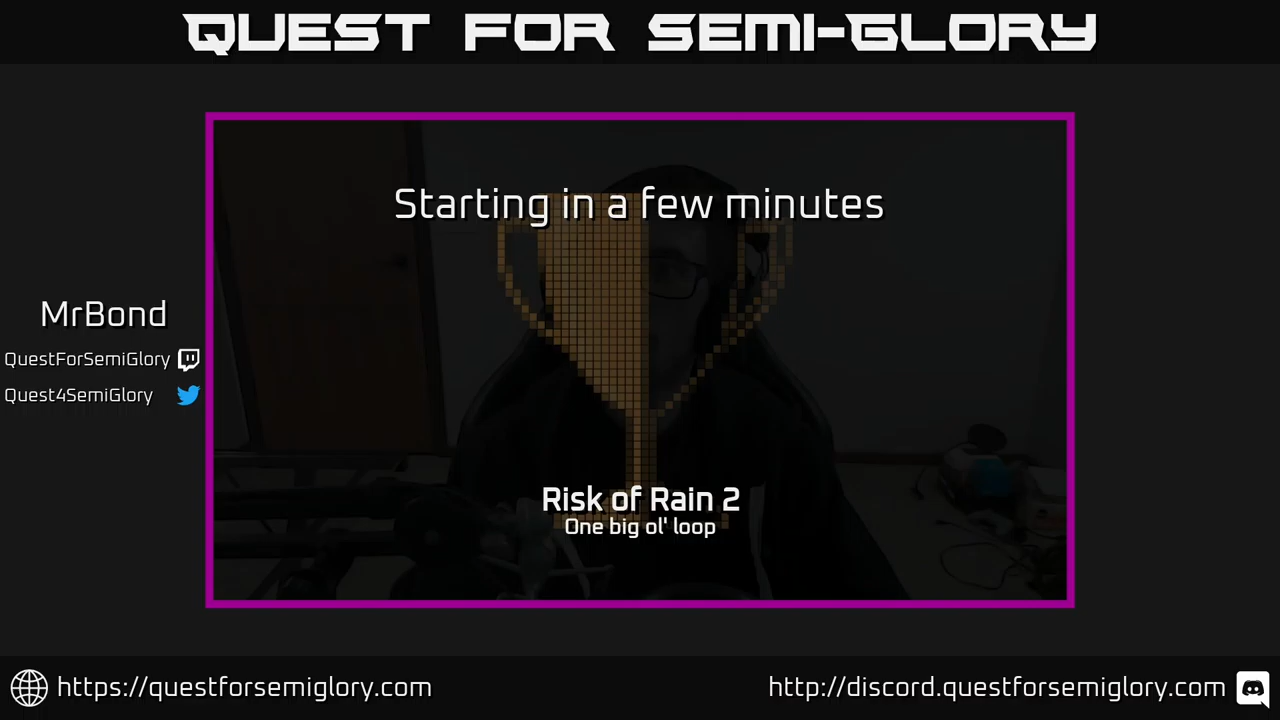 QUEST FOR SEMI-GLORY
Starting in a few minutes
MrBond
QuestForSemiGlory
Quest4SemiGlory
Risk of Rain 2
One big ol' loop
https://questforsemiglory.com
http://discord.questforsemiglory.com